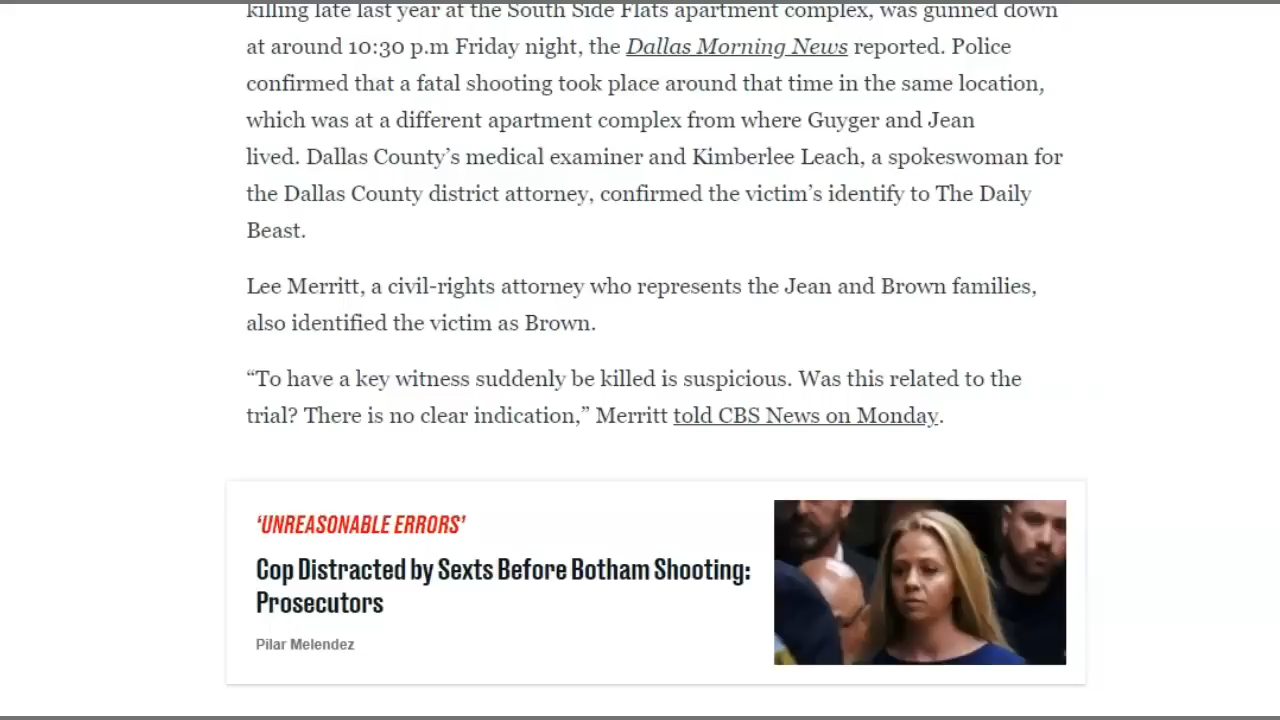 killing late last year at the South Side Flats apartment complex, was gunned down
at around 10:30 p.m Friday night, the Dallas Morning News reported. Police
confirmed that a fatal shooting took place around that time in the same location,
which was at a different apartment complex from where Guyger and Jean
lived. Dallas County’s medical examiner and Kimberlee Leach, a spokeswoman for
the Dallas County district attorney, confirmed the victim’s identify to The Daily
Beast.
Lee Merritt, a civil-rights attorney who represents the Jean and Brown families,
also identified the victim as Brown.
“To have a key witness suddenly be killed is suspicious. Was this related to the
trial? There is no clear indication,” Merritt told CBS News on Monday.
‘UNREASONABLE ERRORS’
Cop Distracted by Sexts Before Botham Shooting:
Prosecutors
Pilar Melendez